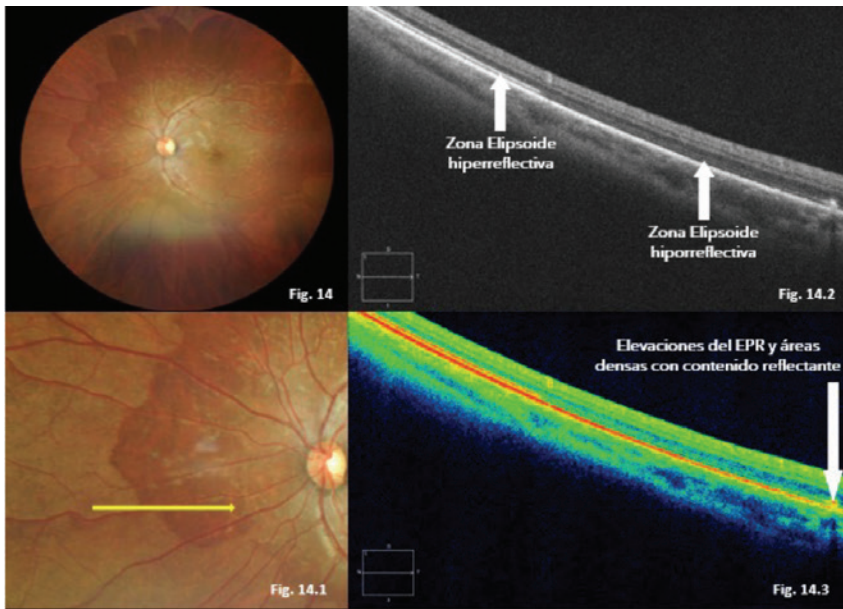 Fig. 14
Zona Elipsoide
hiperreflectiva
Zona Elipsoide
hiporreflectiva
Fig. 14.2
Fig. 14.1
Elevaciones del EPR y áreas
densas con contenido reflectante
Fig. 14.3